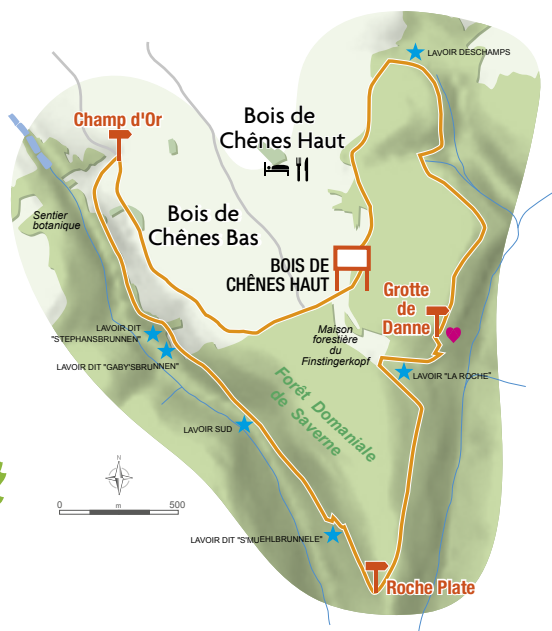 LAVOIR DESCHAMPS
Champ d'Or
Bois de
Chênes Haut
Sentier
botanique
Bois de
Chênes Bas
BOIS DE
CHÊNES HAUT
Grotte
de
Danne
Maison
forestière
du
Finstingerkopf
LAVOIR DIT
"STEPHANSBRUNNEN"
LAVOIR DIT "GABY'SBRUNNEN"
LAVOIR "LA ROCHE"
Forêt Domaniale
de Saverne
LAVOIR SUD
N
0 500
m
LAVOIR DIT "S'MUEHLBRUNNELE"
Roche Plate